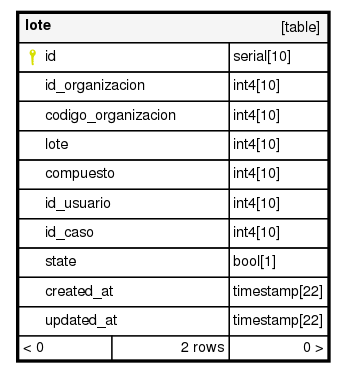 lote [table]
id serial[10]
id_organizacion int4[10]
codigo_organizacion int4[10]
lote int4[10]
compuesto int4[10]
id_usuario int4[10]
id_caso int4[10]
state bool[1]
created_at timestamp[22]
updated_at timestamp[22]
< 0 2 rows 0 >